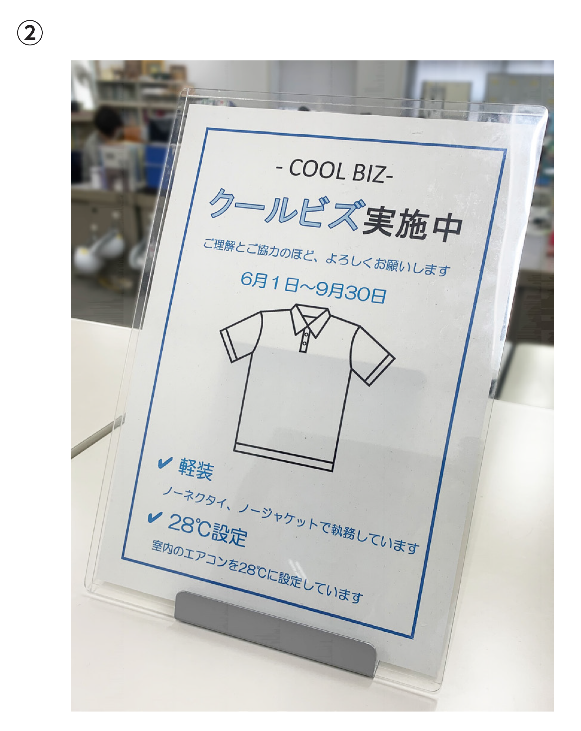 ②
- COOL BIZ-
クールビズ実施中
ご理解とご協力のほど、よろしくお願いします
6月1日～9月30日
✔ 軽装
ノーネクタイ、ノージャケットで執務しています
✔ 28℃設定
室内のエアコンを28℃に設定しています